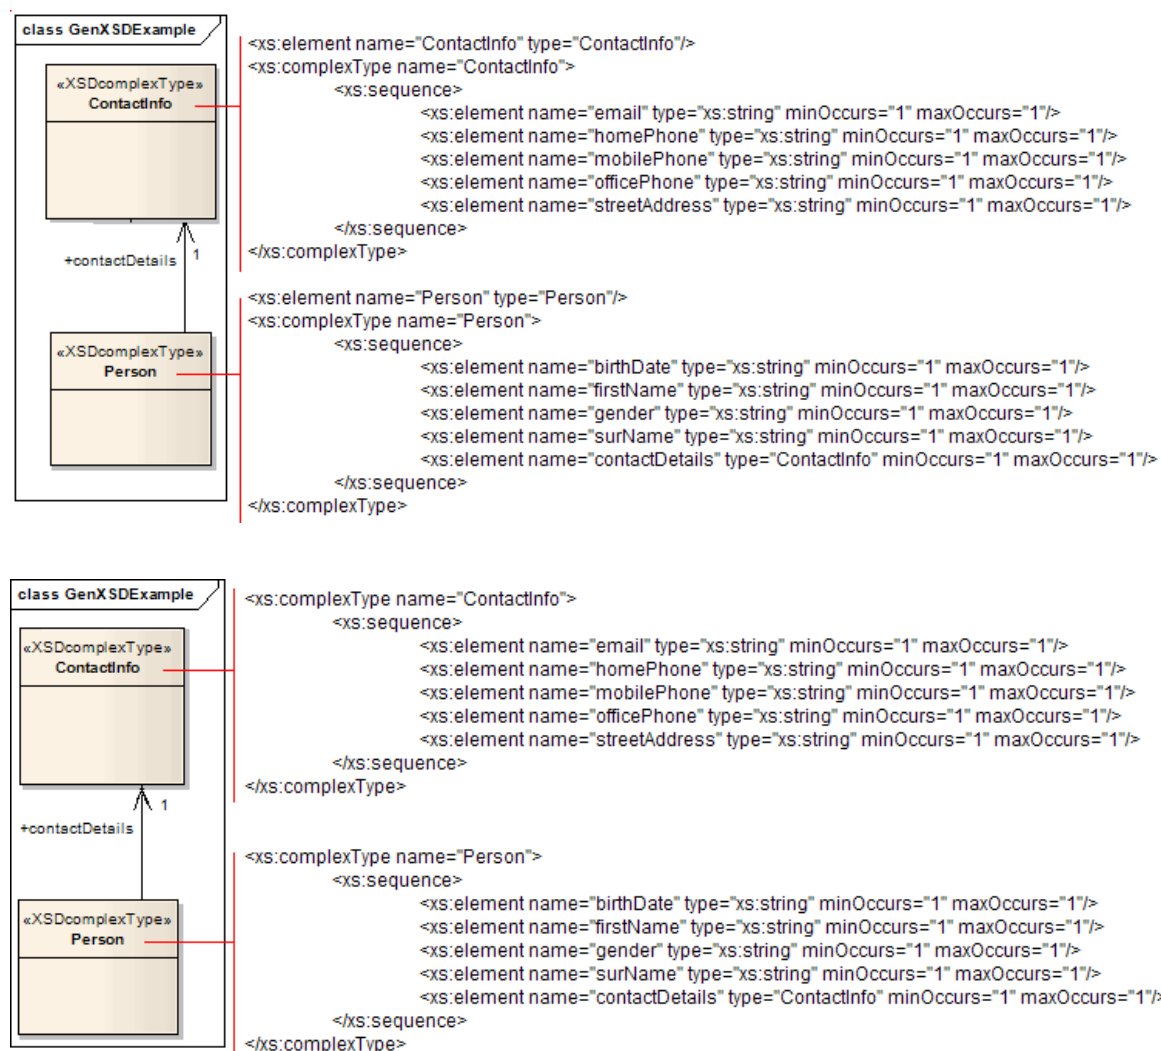 class GenXSDExample
«XSDcomplexType»
ContactInfo
+contactDetails
1
«XSDcomplexType»
Person
<xs:element name="ContactInfo" type="ContactInfo"/>
<xs:complexType name="ContactInfo">
<xs:sequence>
<xs:element name="email" type="xs:string" minOccurs="1" maxOccurs="1"/>
<xs:element name="homePhone" type="xs:string" minOccurs="1" maxOccurs="1"/>
<xs:element name="mobilePhone" type="xs:string" minOccurs="1" maxOccurs="1"/>
<xs:element name="officePhone" type="xs:string" minOccurs="1" maxOccurs="1"/>
<xs:element name="streetAddress" type="xs:string" minOccurs="1" maxOccurs="1"/>
</xs:sequence>
</xs:complexType>
<xs:element name="Person" type="Person"/>
<xs:complexType name="Person">
<xs:sequence>
<xs:element name="birthDate" type="xs:string" minOccurs="1" maxOccurs="1"/>
<xs:element name="firstName" type="xs:string" minOccurs="1" maxOccurs="1"/>
<xs:element name="gender" type="xs:string" minOccurs="1" maxOccurs="1"/>
<xs:element name="surName" type="xs:string" minOccurs="1" maxOccurs="1"/>
<xs:element name="contactDetails" type="ContactInfo" minOccurs="1" maxOccurs="1"/>
</xs:sequence>
</xs:complexType>
class GenXSDExample
«XSDcomplexType»
ContactInfo
1
+contactDetails
«XSDcomplexType»
Person
<xs:complexType name="ContactInfo">
<xs:sequence>
<xs:element name="email" type="xs:string" minOccurs="1" maxOccurs="1"/>
<xs:element name="homePhone" type="xs:string" minOccurs="1" maxOccurs="1"/>
<xs:element name="mobilePhone" type="xs:string" minOccurs="1" maxOccurs="1"/>
<xs:element name="officePhone" type="xs:string" minOccurs="1" maxOccurs="1"/>
<xs:element name="streetAddress" type="xs:string" minOccurs="1" maxOccurs="1"/>
</xs:sequence>
</xs:complexType>
<xs:complexType name="Person">
<xs:sequence>
<xs:element name="birthDate" type="xs:string" minOccurs="1" maxOccurs="1"/>
<xs:element name="firstName" type="xs:string" minOccurs="1" maxOccurs="1"/>
<xs:element name="gender" type="xs:string" minOccurs="1" maxOccurs="1"/>
<xs:element name="surName" type="xs:string" minOccurs="1" maxOccurs="1"/>
<xs:element name="contactDetails" type="ContactInfo" minOccurs="1" maxOccurs="1"/>
</xs:sequence>
</xs:complexType>